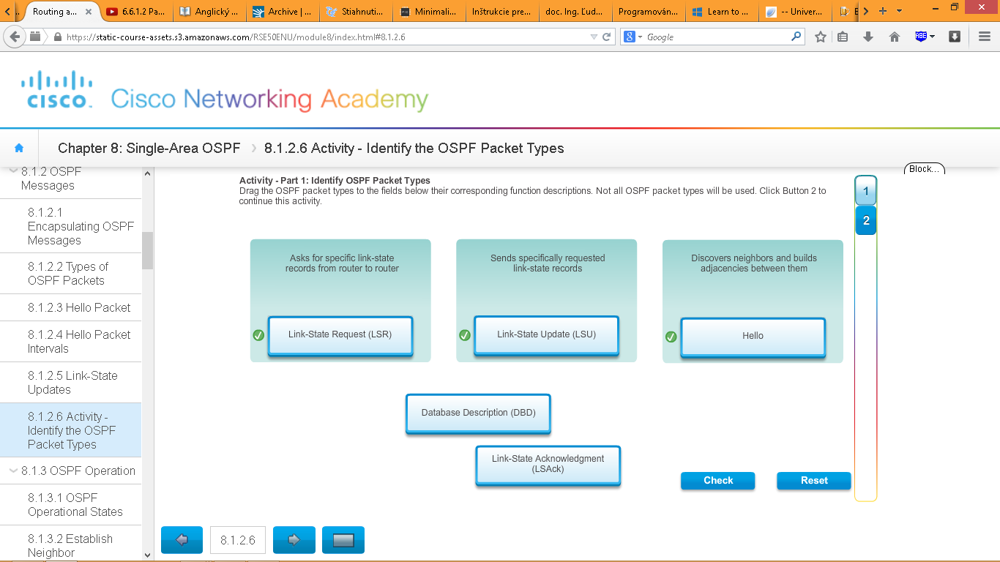 Routing a...
6.6.1.2 Pa...
Anglický ...
Archive | ...
Stiahnuti...
Minimali...
Inštrukcie pre...
doc. Ing. Ľud...
Programován...
Learn to ...
-- Univer...
https://static-course-assets.s3.amazonaws.com/RSE50ENU/module8/index.html#8.1.2.6
8
Google
ABE
CISCO
Cisco Networking Academy
Chapter 8: Single-Area OSPF
8.1.2.6 Activity - Identify the OSPF Packet Types
8.1.2 OSPF
Messages
8.1.2.1
Encapsulating OSPF
Messages
8.1.2.2 Types of
OSPF Packets
8.1.2.3 Hello Packet
8.1.2.4 Hello Packet
Intervals
8.1.2.5 Link-State
Updates
8.1.2.6 Activity -
Identify the OSPF
Packet Types
8.1.3 OSPF Operation
8.1.3.1 OSPF
Operational States
8.1.3.2 Establish
Neighbor
Block...
Activity - Part 1: Identify OSPF Packet Types
Drag the OSPF packet types to the fields below their corresponding function descriptions. Not all OSPF packet types will be used. Click Button 2 to
continue this activity.
1
2
Asks for specific link-state
records from router to router
Link-State Request (LSR)
Sends specifically requested
link-state records
Link-State Update (LSU)
Discovers neighbors and builds
adjacencies between them
Hello
Database Description (DBD)
Link-State Acknowledgment
(LSAck)
Check
Reset
8.1.2.6